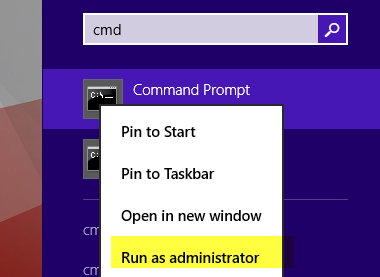 cmd
Command Prompt
Pin to Start
Pin to Taskbar
Open in new window
Run as administrator